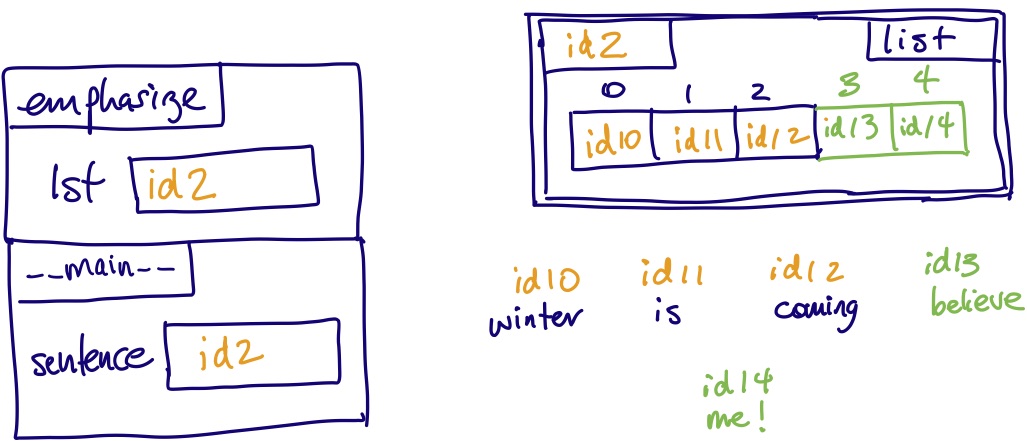 emphasize
lst id2
__main__
sentence id2
id2 list
0 1 2 3 4
id10 id11 id12 id13 id14
id10 id11 id12 id13
winter is coming believe
id14
me!